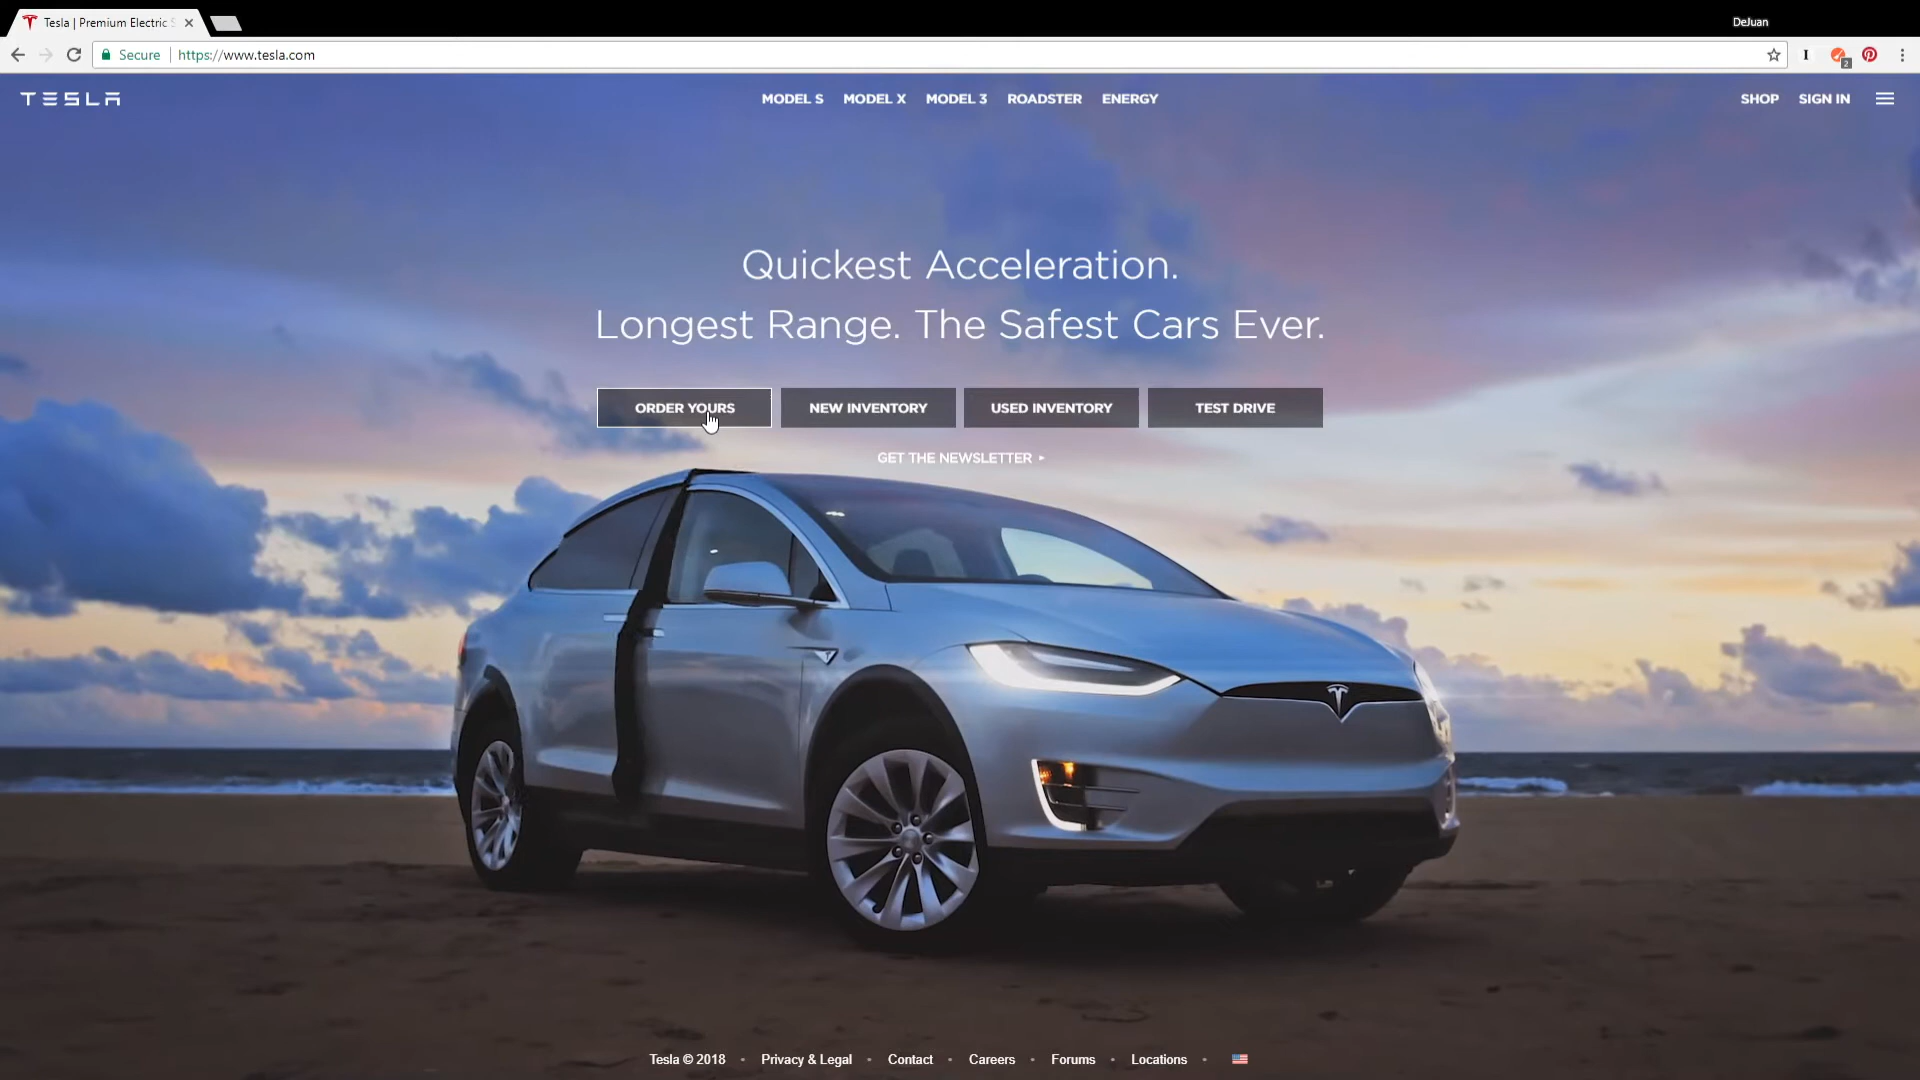 Tesla | Premium Electric S
DeJuan
Secure
https://www.tesla.com
I
2
TESLA
MODEL S
MODEL X
MODEL 3
ROADSTER
ENERGY
SHOP
SIGN IN
Quickest Acceleration.
Longest Range. The Safest Cars Ever.
ORDER YOURS
NEW INVENTORY
USED INVENTORY
TEST DRIVE
GET THE NEWSLETTER
Tesla © 2018
Privacy & Legal
Contact
Careers
Forums
Locations